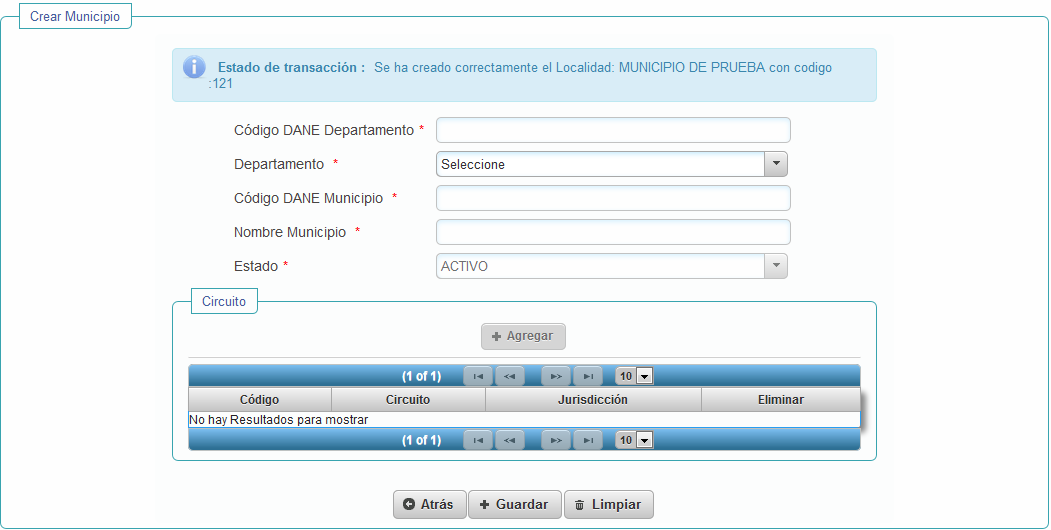 Crear Municipio
Estado de transacción : Se ha creado correctamente el Localidad: MUNICIPIO DE PRUEBA con codigo
:121
Código DANE Departamento *
Departamento * Seleccione
Código DANE Municipio *
Nombre Municipio *
Estado * ACTIVO
Circuito
Agregar
(1 of 1) 10
Código Circuito Jurisdicción Eliminar
No hay Resultados para mostrar
(1 of 1) 10
Atrás Guardar Limpiar